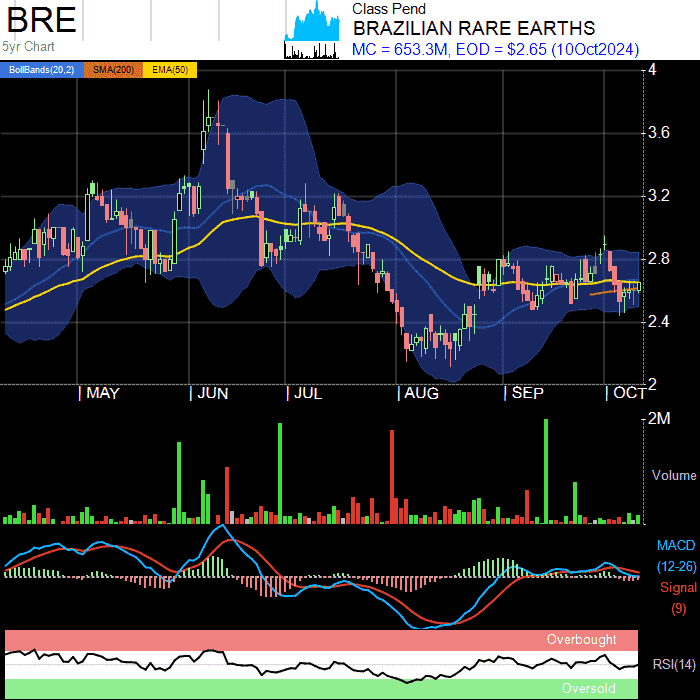 BRE
5yr Chart
Class Pend
BRAZILIAN RARE EARTHS
MC = 653.3M, EOD = $2.65 (10Oct2024)
BollBands(20,2) SMA(200) EMA(50)
4
3.6
3.2
2.8
2.4
2
| MAY | JUN | JUL | AUG | SEP | OCT
2M
Volume
MACD
(12-26)
Signal
(9)
Overbought
RSI(14)
Oversold